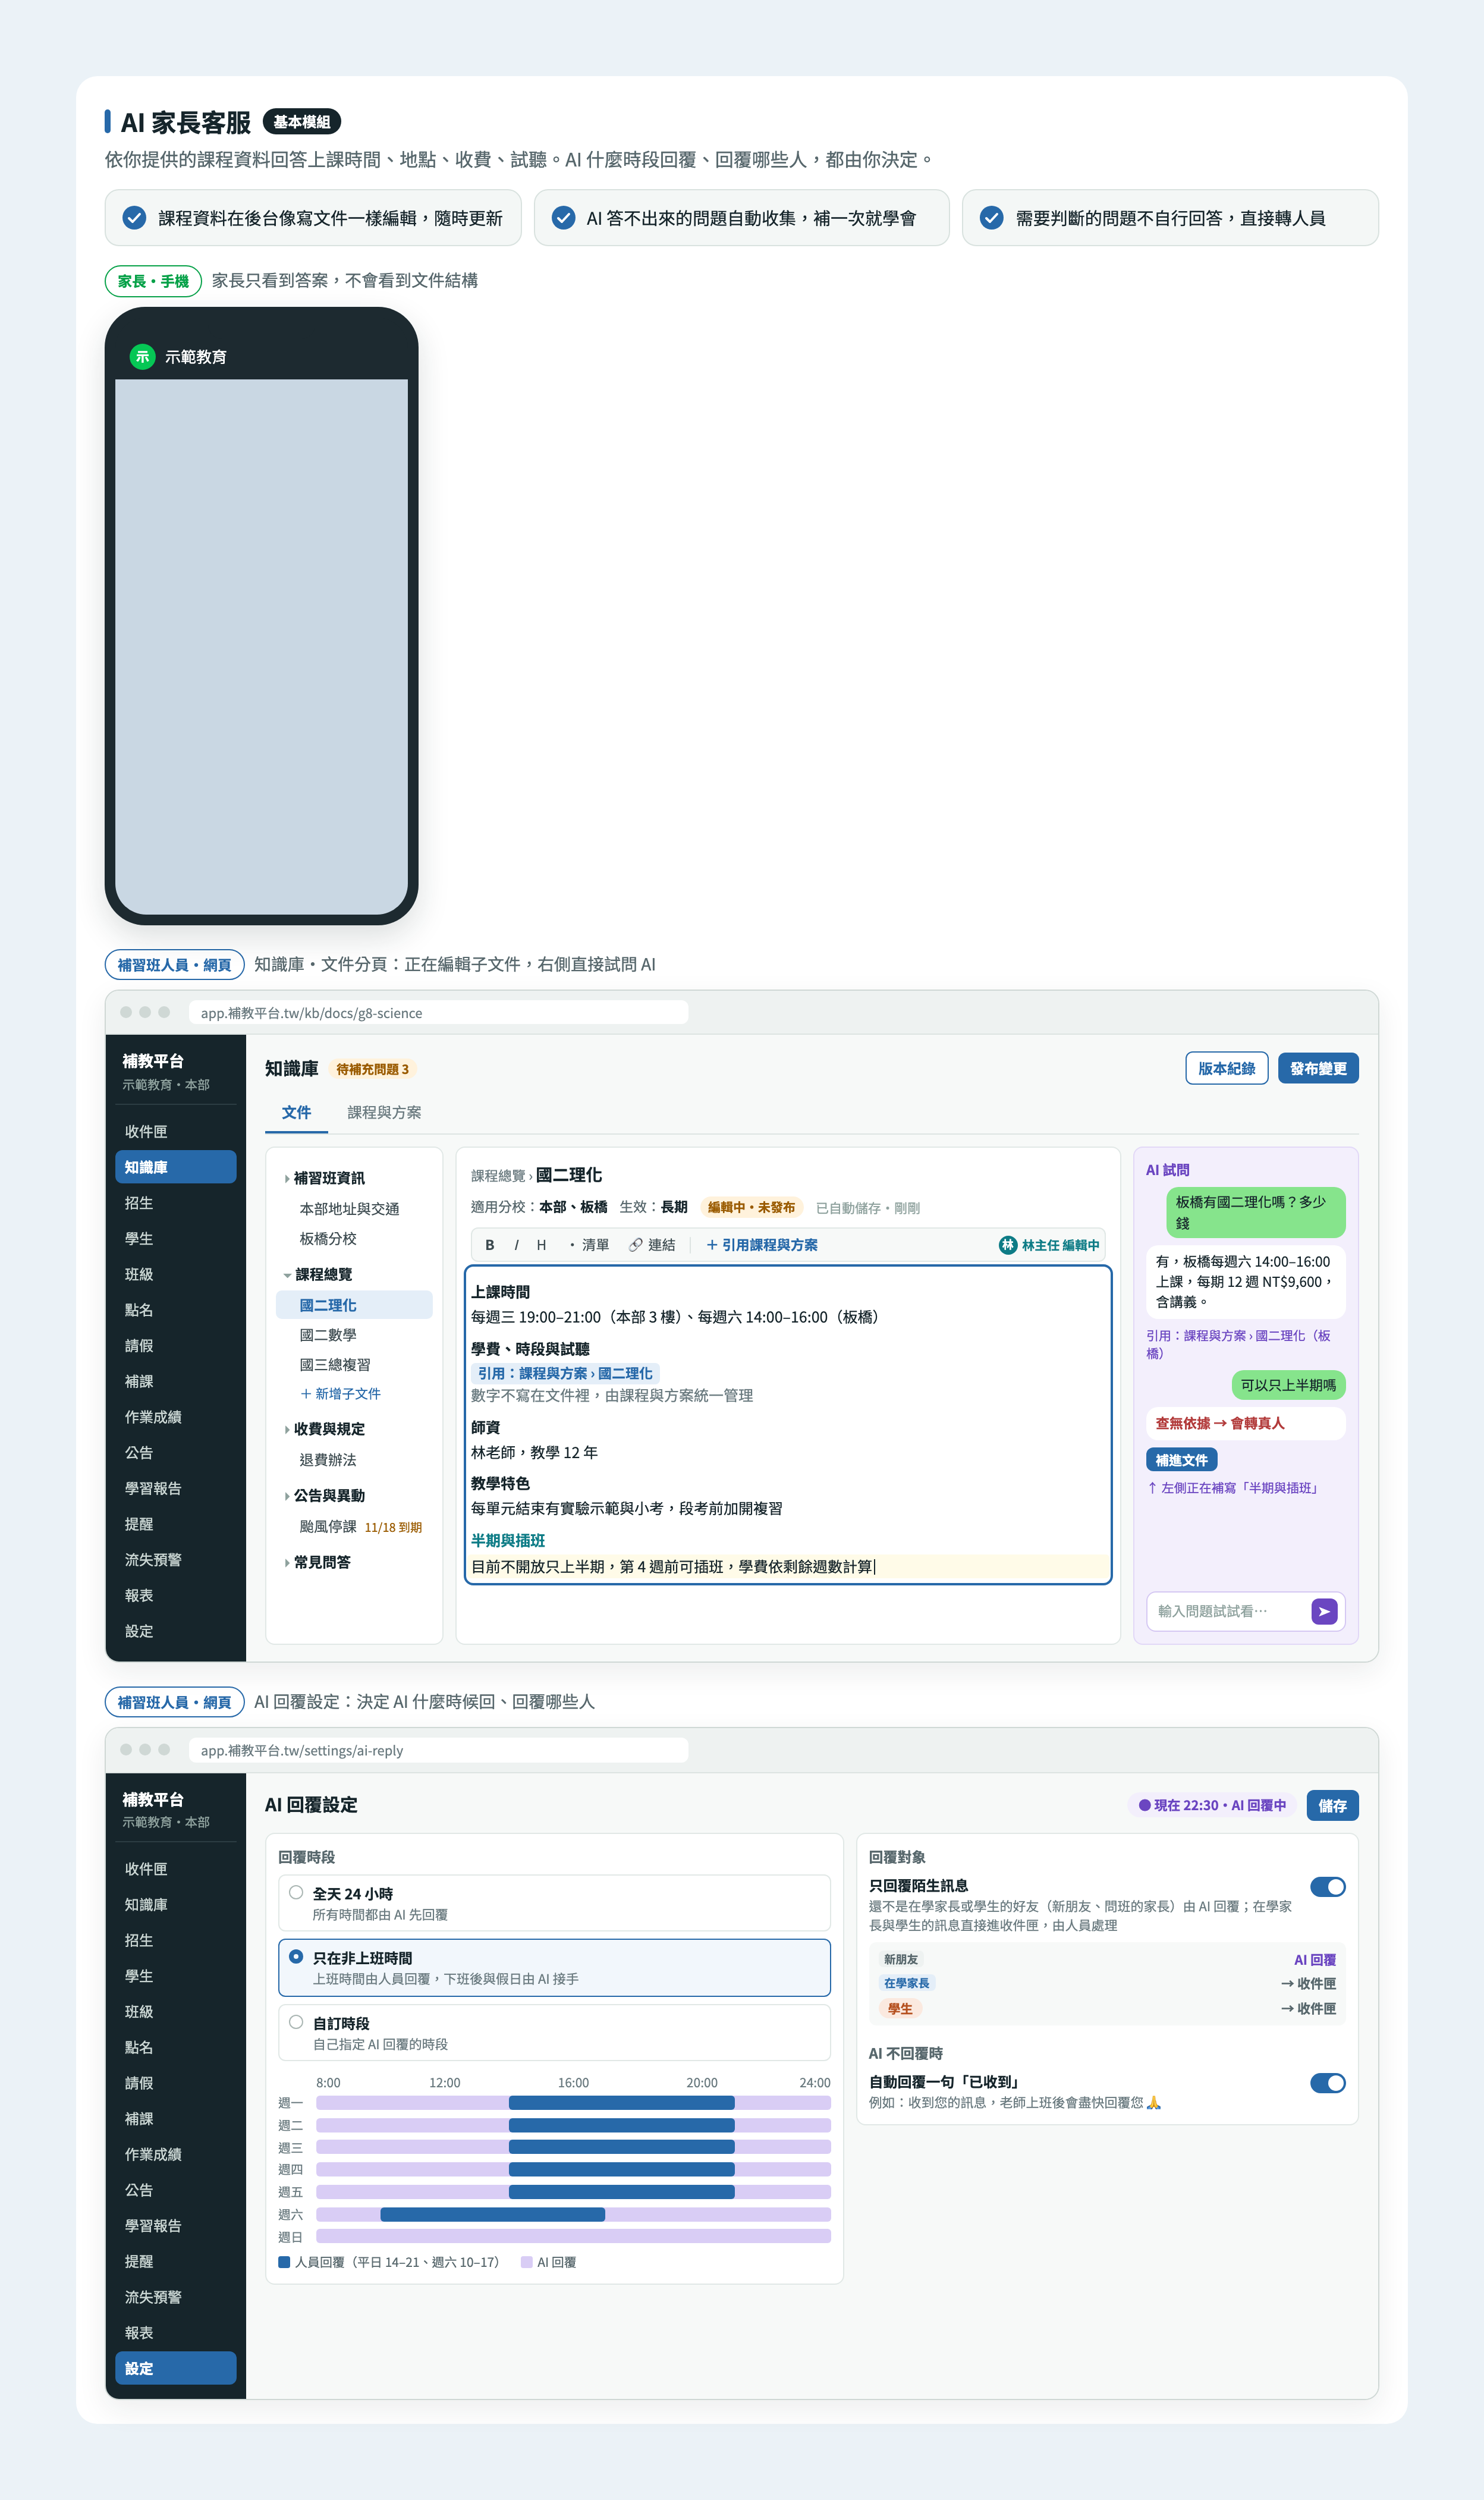 AI 家長客服 基本模組
依你提供的課程資料回答上課時間、地點、收費、試聽。AI 什麼時段回覆、回覆哪些人，都由你決定。
課程資料在後台像寫文件一樣編輯，隨時更新
AI 答不出來的問題自動收集，補一次就學會
需要判斷的問題不自行回答，直接轉人員
家長・手機 家長只看到答案，不會看到文件結構
示 示範教育
補習班人員・網頁 知識庫・文件分頁：正在編輯子文件，右側直接試問 AI
app.補教平台.tw/kb/docs/g8-science
補教平台
示範教育・本部
收件匣
知識庫
招生
學生
班級
點名
請假
補課
作業成績
公告
學習報告
提醒
流失預警
報表
設定
知識庫 待補充問題 3
版本紀錄 發布變更
文件 課程與方案
補習班資訊
本部地址與交通
板橋分校
課程總覽
國二理化
國二數學
國三總複習
＋ 新增子文件
收費與規定
退費辦法
公告與異動
颱風停課 11/18 到期
常見問答
課程總覽 › 國二理化
適用分校：本部、板橋 生效：長期 編輯中・未發布 已自動儲存・剛剛
B I H ・清單 🔗 連結 ＋ 引用課程與方案 林 林主任 編輯中
上課時間
每週三 19:00–21:00（本部 3 樓）、每週六 14:00–16:00（板橋）
學費、時段與試聽
引用：課程與方案 › 國二理化
數字不寫在文件裡，由課程與方案統一管理
師資
林老師，教學 12 年
教學特色
每單元結束有實驗示範與小考，段考前加開複習
半期與插班
目前不開放只上半期，第 4 週前可插班，學費依剩餘週數計算
AI 試問
板橋有國二理化嗎？多少
錢
有，板橋每週六 14:00–16:00
上課，每期 12 週 NT$9,600，
含講義。
引用：課程與方案 › 國二理化（板
橋）
可以只上半期嗎
查無依據 → 會轉真人
補進文件
↑ 左側正在補寫「半期與插班」
輸入問題試試看…
補習班人員・網頁 AI 回覆設定：決定 AI 什麼時候回、回覆哪些人
app.補教平台.tw/settings/ai-reply
補教平台
示範教育・本部
收件匣
知識庫
招生
學生
班級
點名
請假
補課
作業成績
公告
學習報告
提醒
流失預警
報表
設定
AI 回覆設定
現在 22:30・AI 回覆中 儲存
回覆時段
全天 24 小時
所有時間都由 AI 先回覆
只在非上班時間
上班時間由人員回覆，下班後與假日由 AI 接手
自訂時段
自己指定 AI 回覆的時段
8:00 12:00 16:00 20:00 24:00
週一
週二
週三
週四
週五
週六
週日
人員回覆（平日 14–21、週六 10–17） AI 回覆
回覆對象
只回覆陌生訊息
還不是在學家長或學生的好友（新朋友、問班的家長）由 AI 回覆；在學家
長與學生的訊息直接進收件匣，由人員處理
新朋友 AI 回覆
在學家長 → 收件匣
學生 → 收件匣
AI 不回覆時
自動回覆一句「已收到」
例如：收到您的訊息，老師上班後會盡快回覆您 🙏